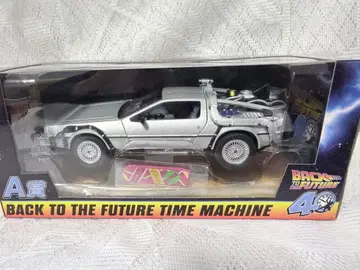 A賞
BACK TO THE FUTURE TIME MACHINE
BACK
TO THE
FUTURE
40